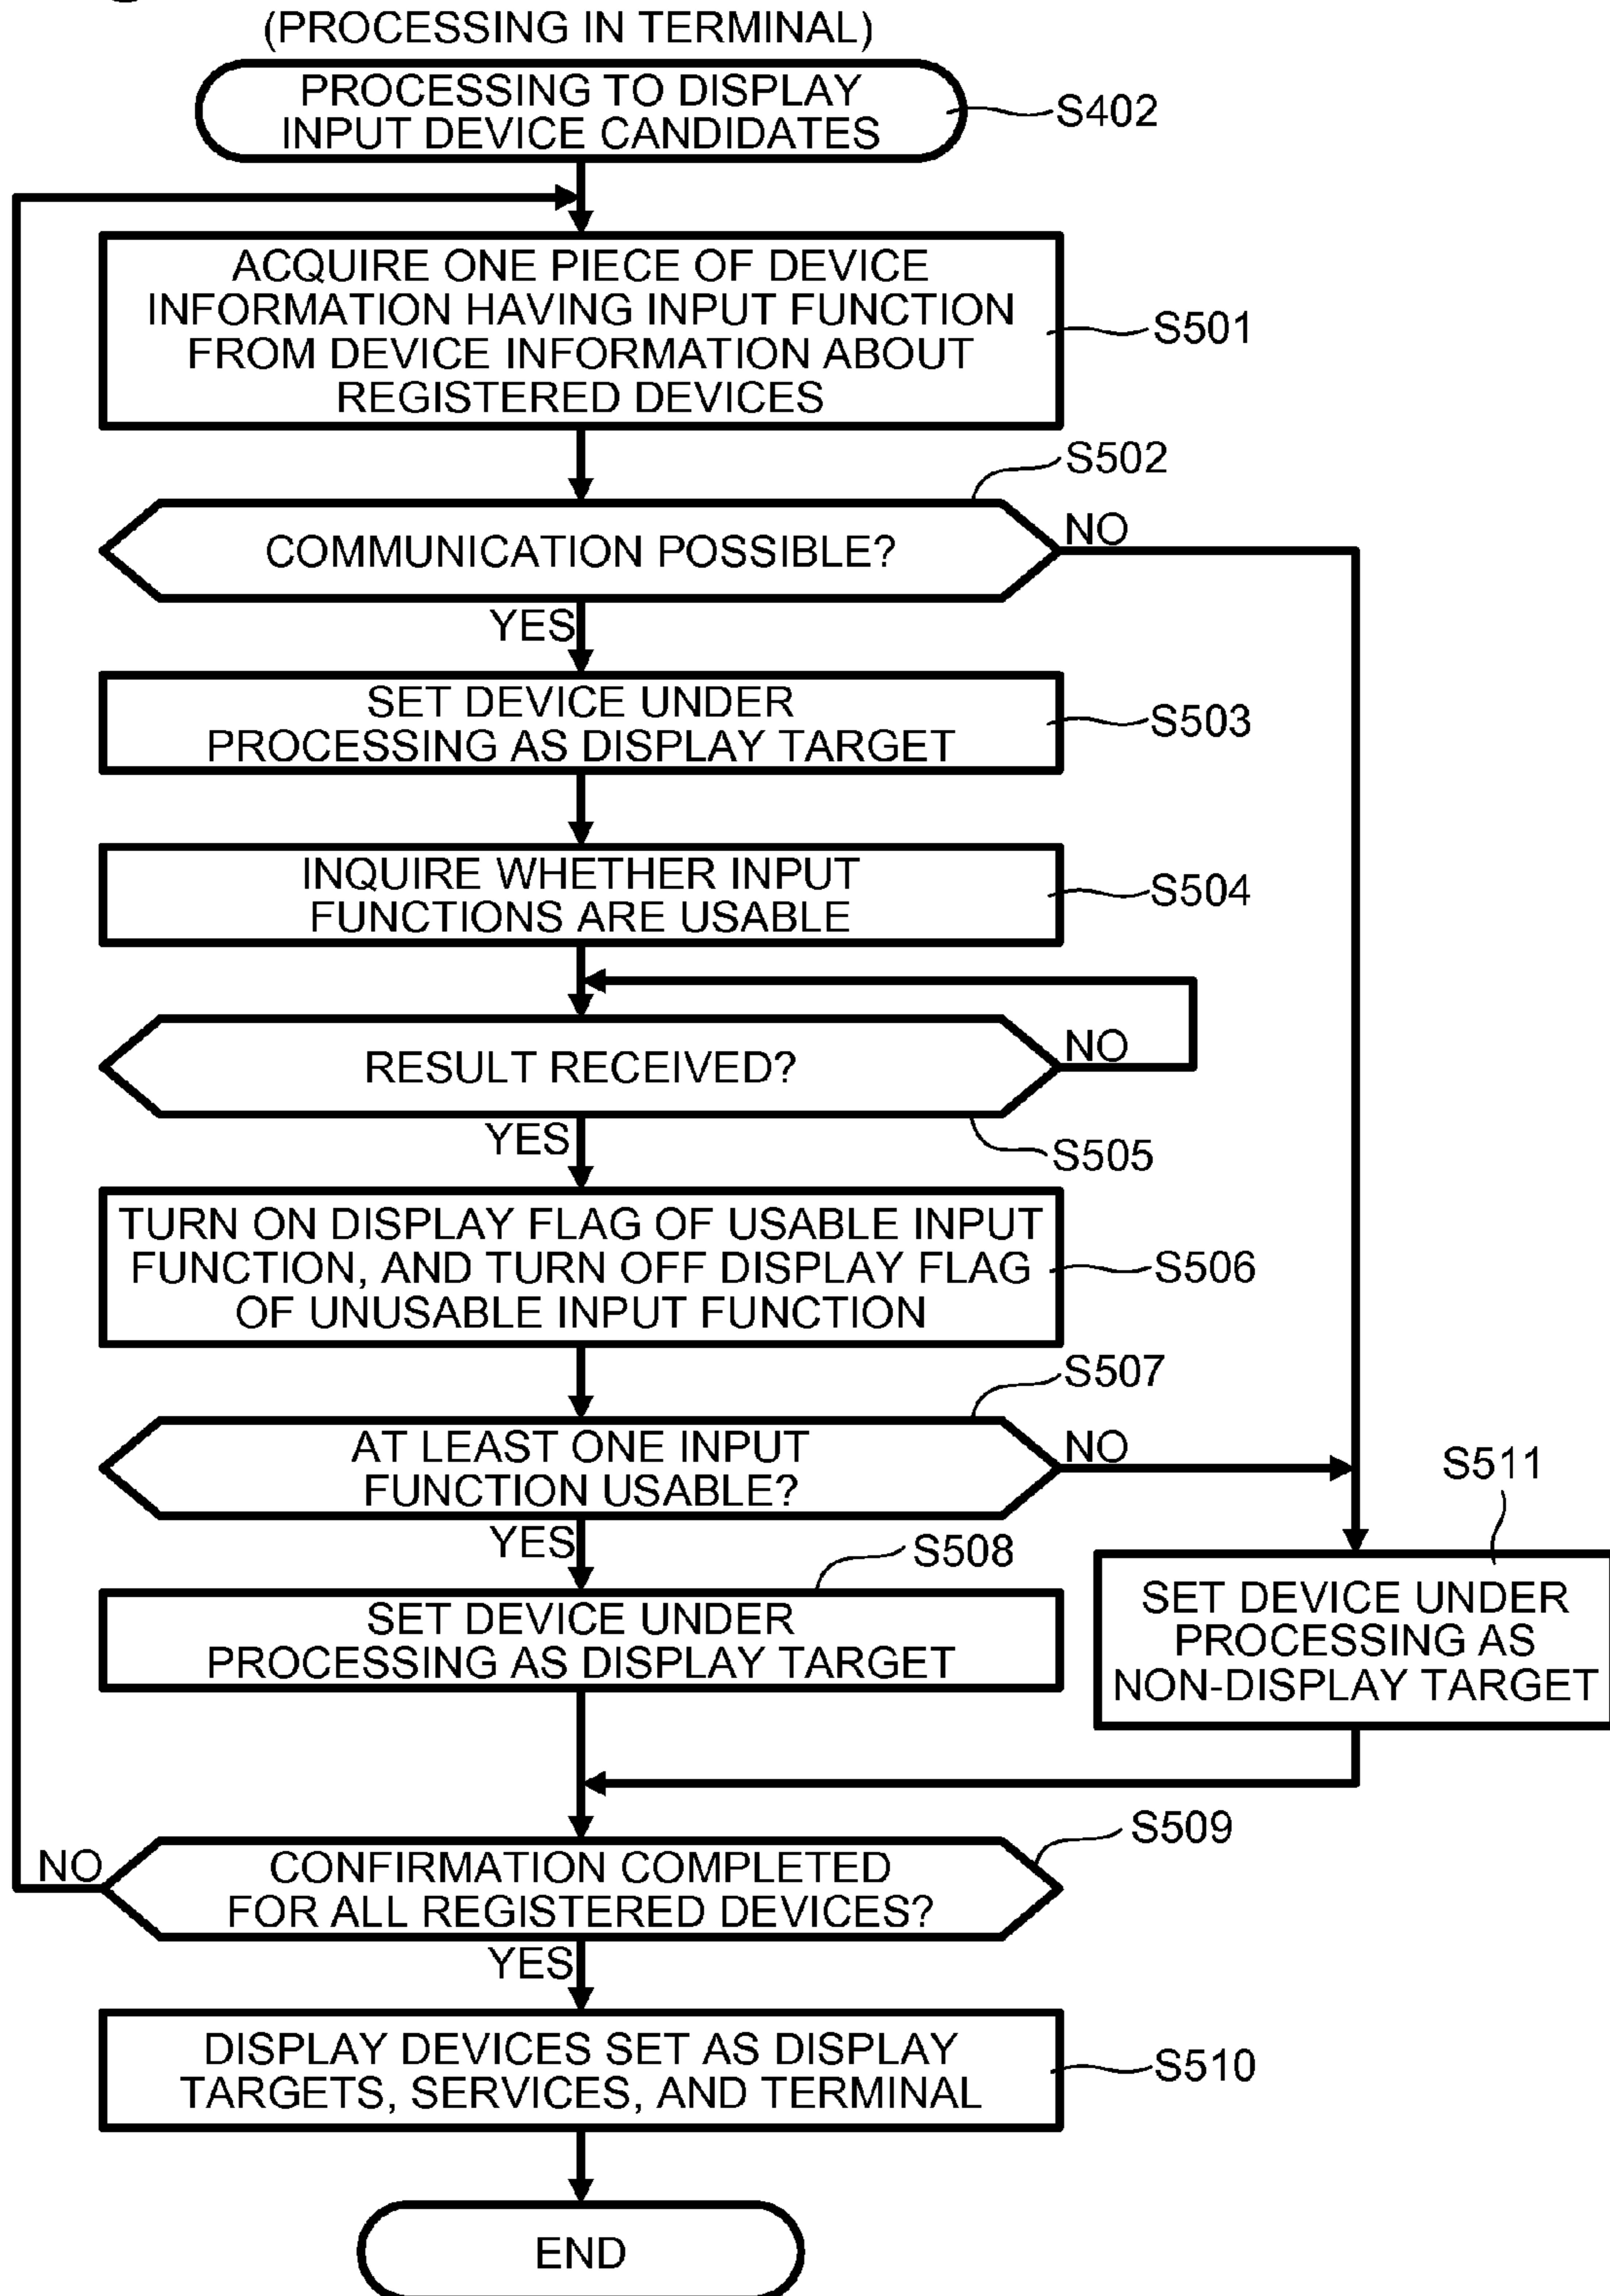 (PROCESSING IN TERMINAL)
PROCESSING TO DISPLAY
INPUT DEVICE CANDIDATES
S402
ACQUIRE ONE PIECE OF DEVICE
INFORMATION HAVING INPUT FUNCTION
FROM DEVICE INFORMATION ABOUT
REGISTERED DEVICES
S501
S502
COMMUNICATION POSSIBLE?
NO
YES
SET DEVICE UNDER
PROCESSING AS DISPLAY TARGET
S503
INQUIRE WHETHER INPUT
FUNCTIONS ARE USABLE
S504
RESULT RECEIVED?
NO
YES
S505
TURN ON DISPLAY FLAG OF USABLE INPUT
FUNCTION, AND TURN OFF DISPLAY FLAG
OF UNUSABLE INPUT FUNCTION
S506
S507
AT LEAST ONE INPUT
FUNCTION USABLE?
NO
YES
S511
S508
SET DEVICE UNDER
PROCESSING AS DISPLAY TARGET
SET DEVICE UNDER
PROCESSING AS
NON-DISPLAY TARGET
S509
NO
CONFIRMATION COMPLETED
FOR ALL REGISTERED DEVICES?
YES
DISPLAY DEVICES SET AS DISPLAY
TARGETS, SERVICES, AND TERMINAL
S510
END